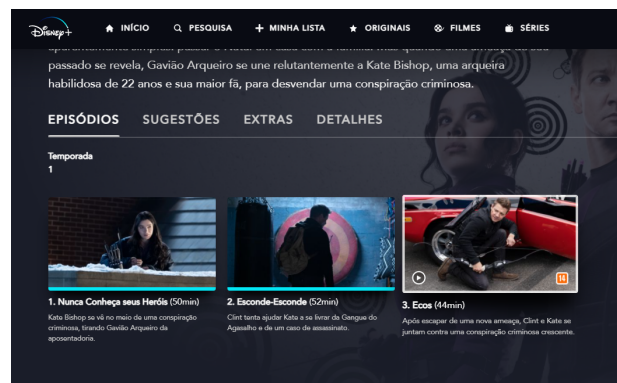 Disney+ INÍCIO PESQUISA MINHA LISTA ORIGINAIS FILMES SÉRIES
passado se revela, Gavião Arqueiro se une relutantemente a Kate Bishop, uma arqueira
habilidosa de 22 anos e sua maior fã, para desvendar uma conspiração criminosa.
EPISÓDIOS SUGESTÕES EXTRAS DETALHES
Temporada
1
14
1. Nunca Conheça seus Heróis (50min)
Kate Bishop se vê no meio de uma conspiração
criminosa, tirando Gavião Arqueiro da
aposentadoria.
2. Esconde-Esconde (52min)
Clint tenta ajudar Kate a se livrar da Gangue do
Agasalho e de um caso de assassinato.
3. Ecos (44min)
Após escapar de uma nova ameaça, Clint e Kate se
juntam contra uma conspiração criminosa crescente.